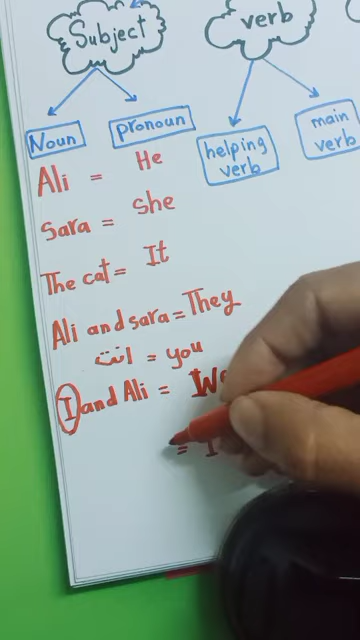 Subject verb
Noun pronoun helping verb main verb
Ali = He
Sara = She
The cat = It
Ali and sara = They
انت = you
I and Ali = We
= I